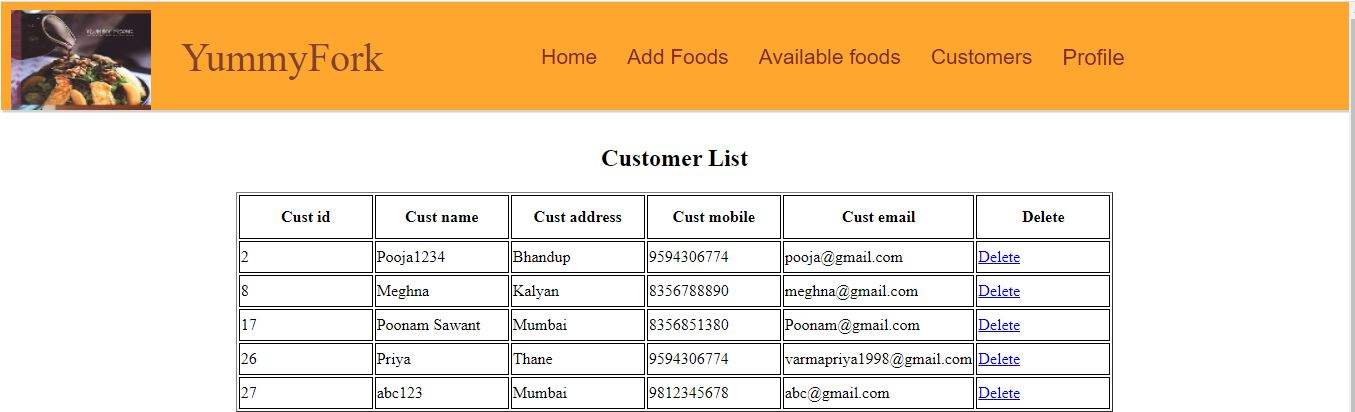 YummyFork Home Add Foods Available foods Customers Profile
Customer List
Cust id Cust name Cust address Cust mobile Cust email Delete
2 Pooja1234 Bhandup 9594306774 pooja@gmail.com Delete
8 Meghna Kalyan 8356788890 meghna@gmail.com Delete
17 Poonam Sawant Mumbai 8356851380 Poonam@gmail.com Delete
26 Priya Thane 9594306774 varmapriya1998@gmail.com Delete
27 abc123 Mumbai 9812345678 abc@gmail.com Delete